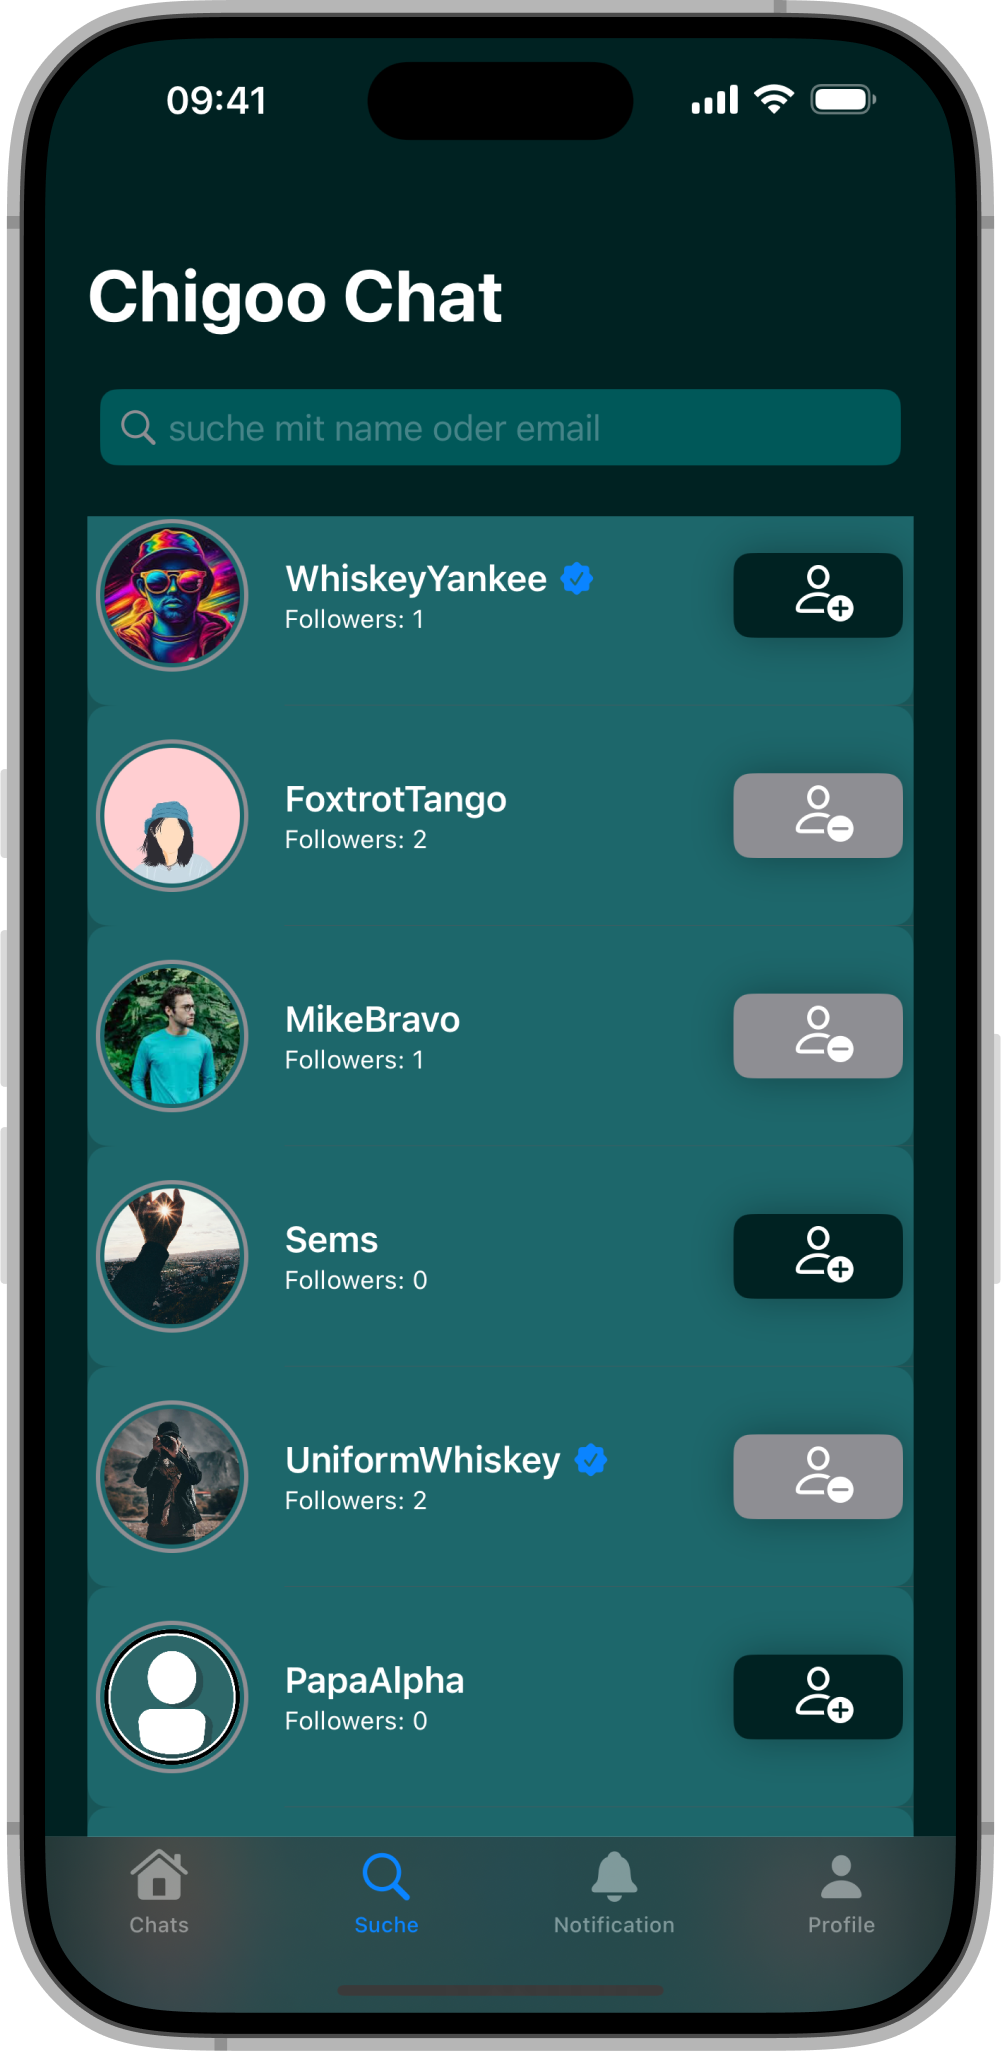 09:41
Chigoo Chat
suche mit name oder email
WhiskeyYankee
Followers: 1
FoxtrotTango
Followers: 2
MikeBravo
Followers: 1
Sems
Followers: 0
UniformWhiskey
Followers: 2
PapaAlpha
Followers: 0
Chats Suche Notification Profile